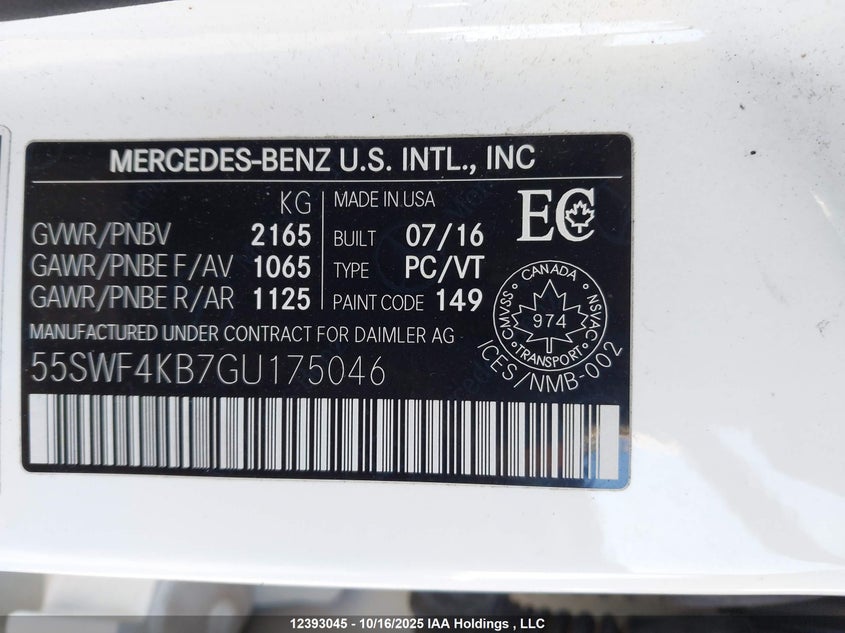 MERCEDES-BENZ U.S. INTL., INC
KG
GVWR/PNBV 2165
GAWR/PNBE F/AV 1065
GAWR/PNBE R/AR 1125
MADE IN USA
BUILT 07/16
TYPE PC/VT
PAINT CODE 149
EC
CANADA
CMVSS
974
NSVAC
TRANSPORT
ICES/NMB-002
MANUFACTURED UNDER CONTRACT FOR DAIMLER AG
55SWF4KB7GU175046
12393045 - 10/16/2025 IAA Holdings , LLC